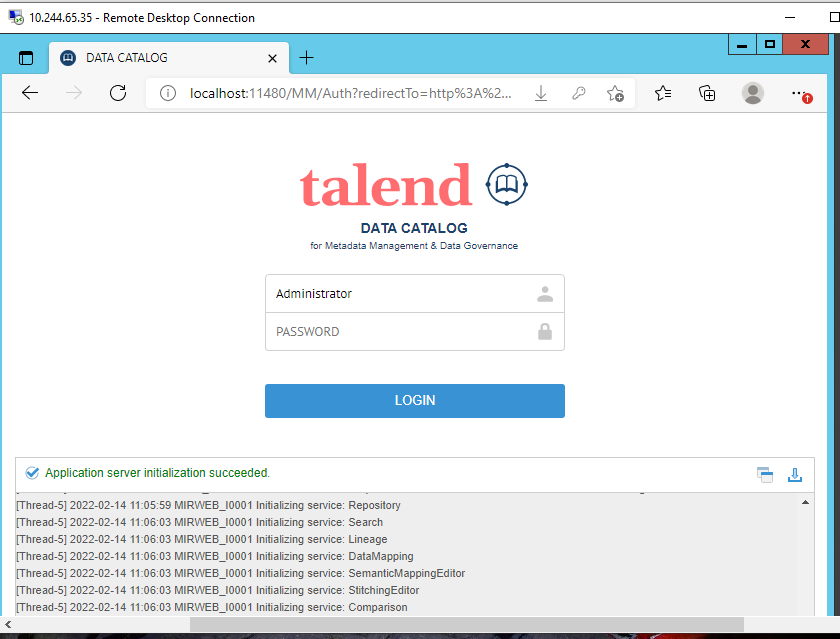 10.244.65.35 - Remote Desktop Connection
DATA CATALOG
localhost:11480/MM/Auth?redirectTo=http%3A%2...
talend
DATA CATALOG
for Metadata Management & Data Governance
Administrator
PASSWORD
LOGIN
Application server initialization succeeded.
[Thread-5] 2022-02-14 11:05:59 MIRWEB_I0001 Initializing service: Repository
[Thread-5] 2022-02-14 11:06:03 MIRWEB_I0001 Initializing service: Search
[Thread-5] 2022-02-14 11:06:03 MIRWEB_I0001 Initializing service: Lineage
[Thread-5] 2022-02-14 11:06:03 MIRWEB_I0001 Initializing service: DataMapping
[Thread-5] 2022-02-14 11:06:03 MIRWEB_I0001 Initializing service: SemanticMappingEditor
[Thread-5] 2022-02-14 11:06:03 MIRWEB_I0001 Initializing service: StitchingEditor
[Thread-5] 2022-02-14 11:06:03 MIRWEB_I0001 Initializing service: Comparison